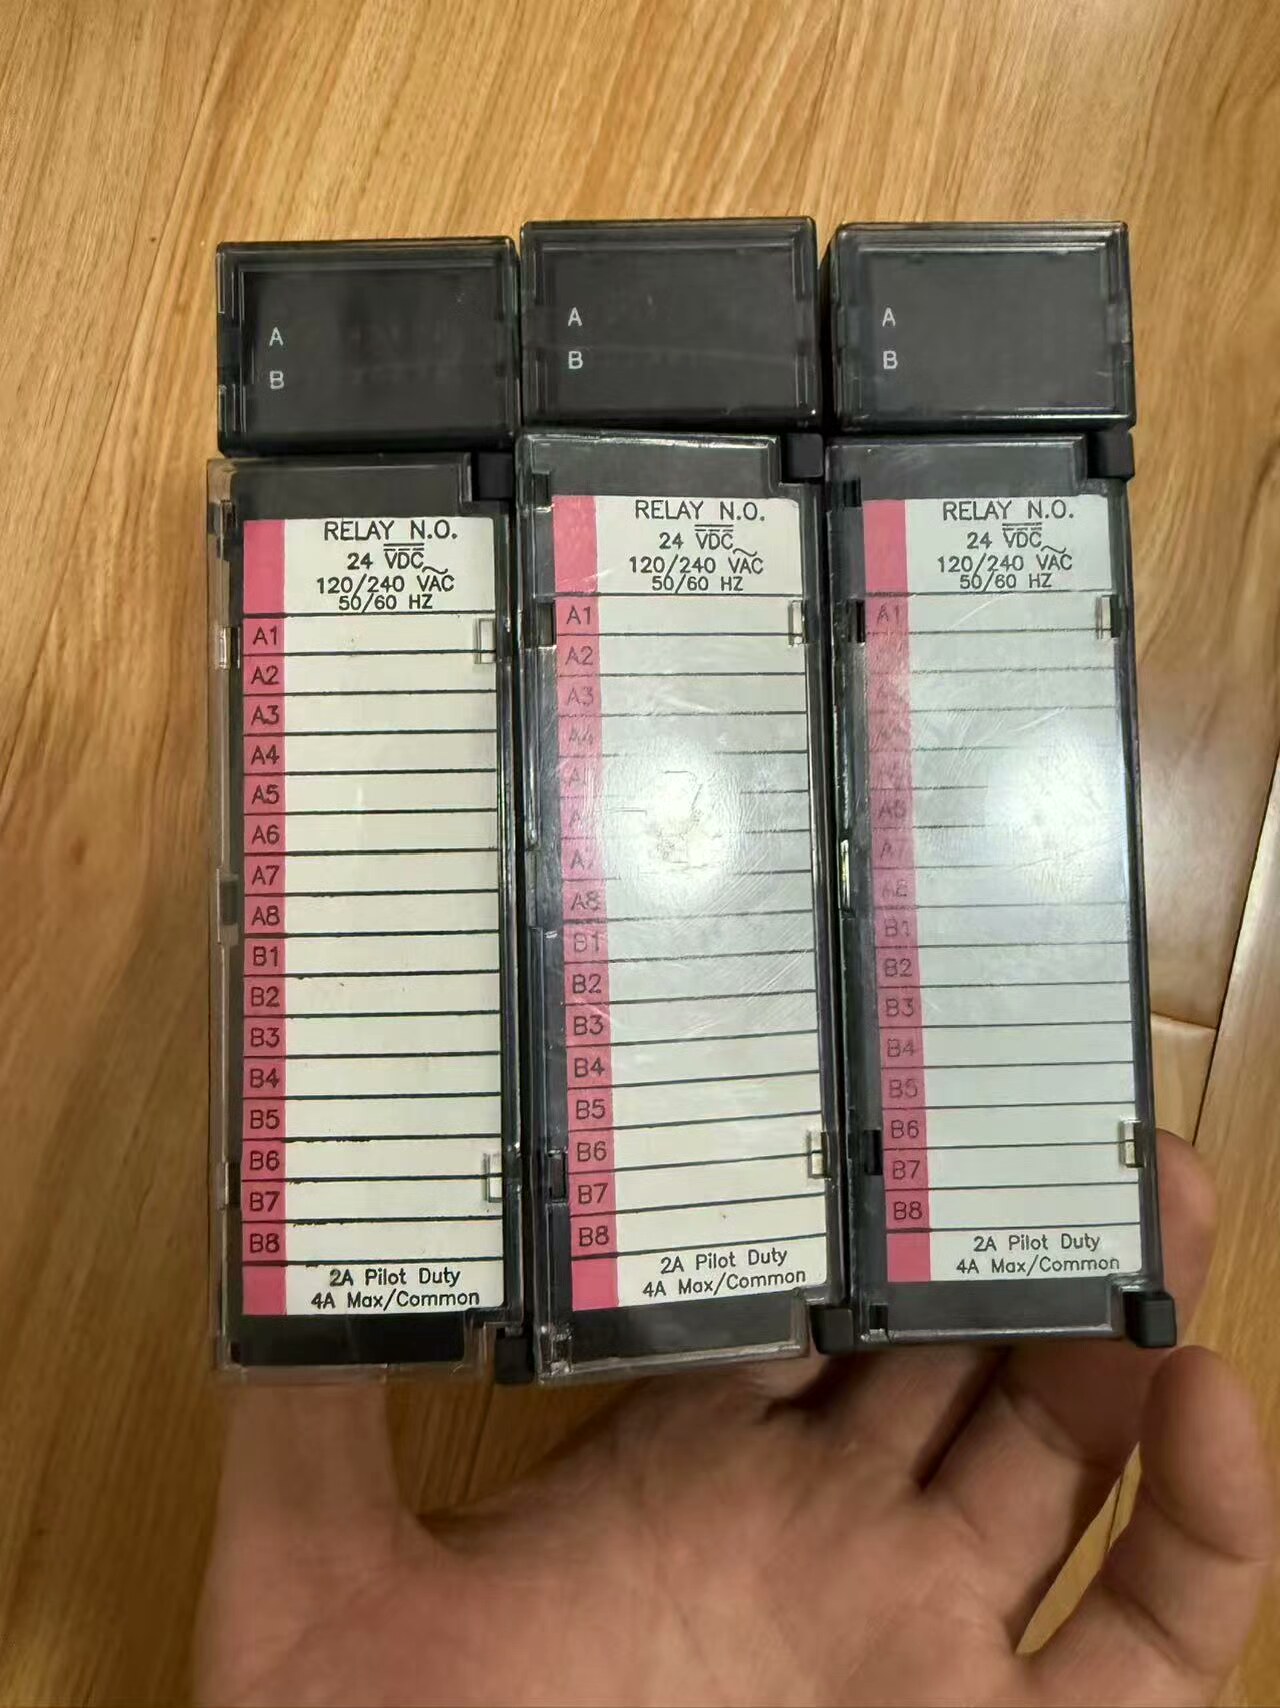 A
B
RELAY N.O.
24 VDC
120/240 VAC
50/60 HZ
A1
A2
A3
A4
A5
A6
A7
A8
B1
B2
B3
B4
B5
B6
B7
B8
2A Pilot Duty
4A Max/Common
A
B
RELAY N.O.
24 VDC
120/240 VAC
50/60 HZ
A1
A2
A3
A4
A7
A8
B1
B2
B3
B4
B5
B6
B7
B8
2A Pilot Duty
4A Max/Common
A
B
RELAY N.O.
24 VDC
120/240 VAC
50/60 HZ
A1
A6
A7
A8
B1
B2
B3
B4
B5
B6
B7
B8
2A Pilot Duty
4A Max/Common